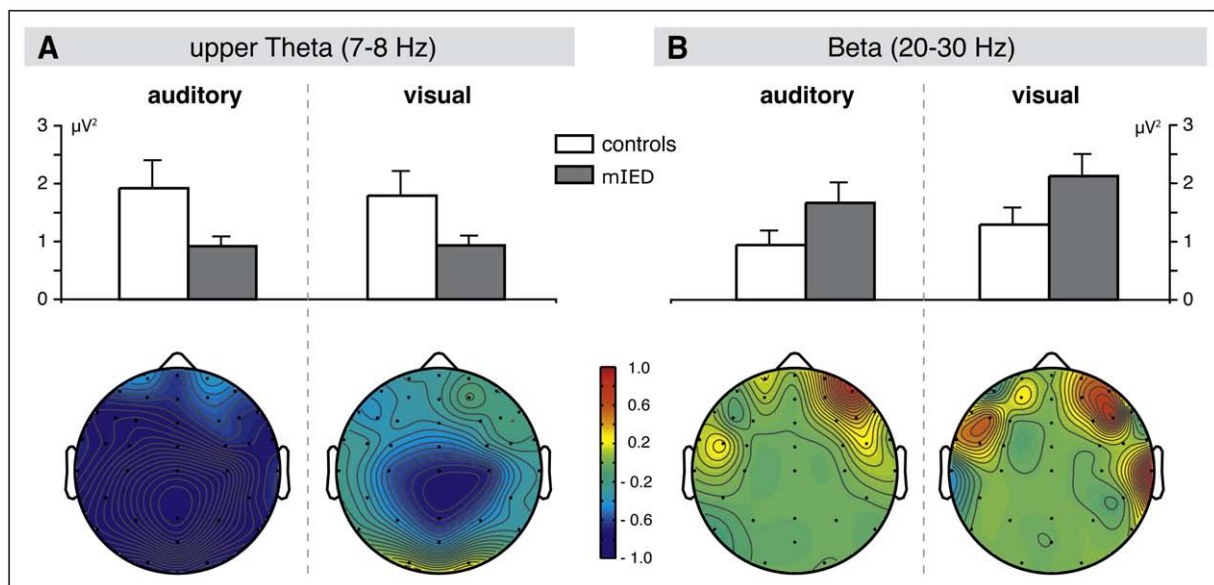 A upper Theta (7-8 Hz)
B Beta (20-30 Hz)
auditory
visual
auditory
visual
3
µV²
2
1
0
controls
mIED
µV²
3
2
1
0
1.0
0.6
0.2
- 0.2
- 0.6
- 1.0